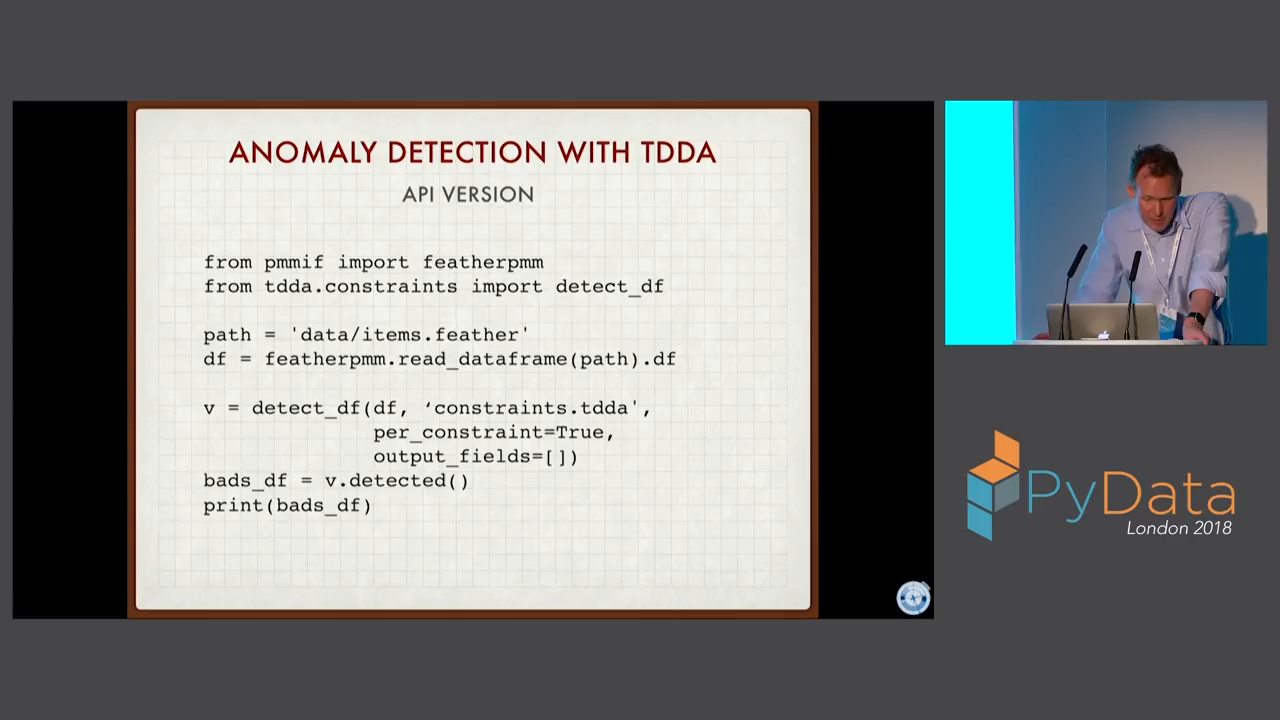 ANOMALY DETECTION WITH TDDA
API VERSION
from pmmif import featherpmm
from tdda.constraints import detect_df
path = 'data/items.feather'
df = featherpmm.read_dataframe(path).df
v = detect_df(df, ‘constraints.tdda',
per_constraint=True,
output_fields=[])
bads_df = v.detected()
print(bads_df)
PyData
London 2018